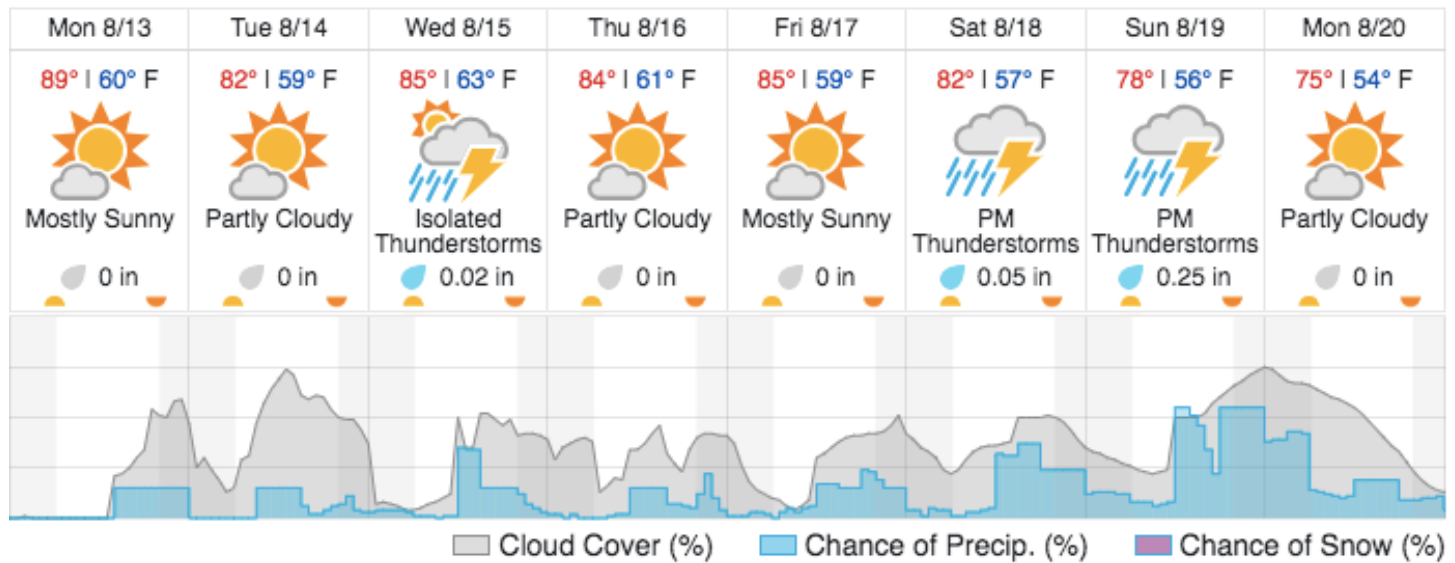 Mon 8/13 Tue 8/14 Wed 8/15 Thu 8/16 Fri 8/17 Sat 8/18 Sun 8/19 Mon 8/20
89° | 60° F 82° | 59° F 85° | 63° F 84° | 61° F 85° | 59° F 82° | 57° F 78° | 56° F 75° | 54° F
Mostly Sunny Partly Cloudy Isolated Partly Cloudy Mostly Sunny PM PM Partly Cloudy
Thunderstorms Thunderstorms Thunderstorms
0 in 0 in 0.02 in 0 in 0 in 0.05 in 0.25 in 0 in
Cloud Cover (%) Chance of Precip. (%) Chance of Snow (%)